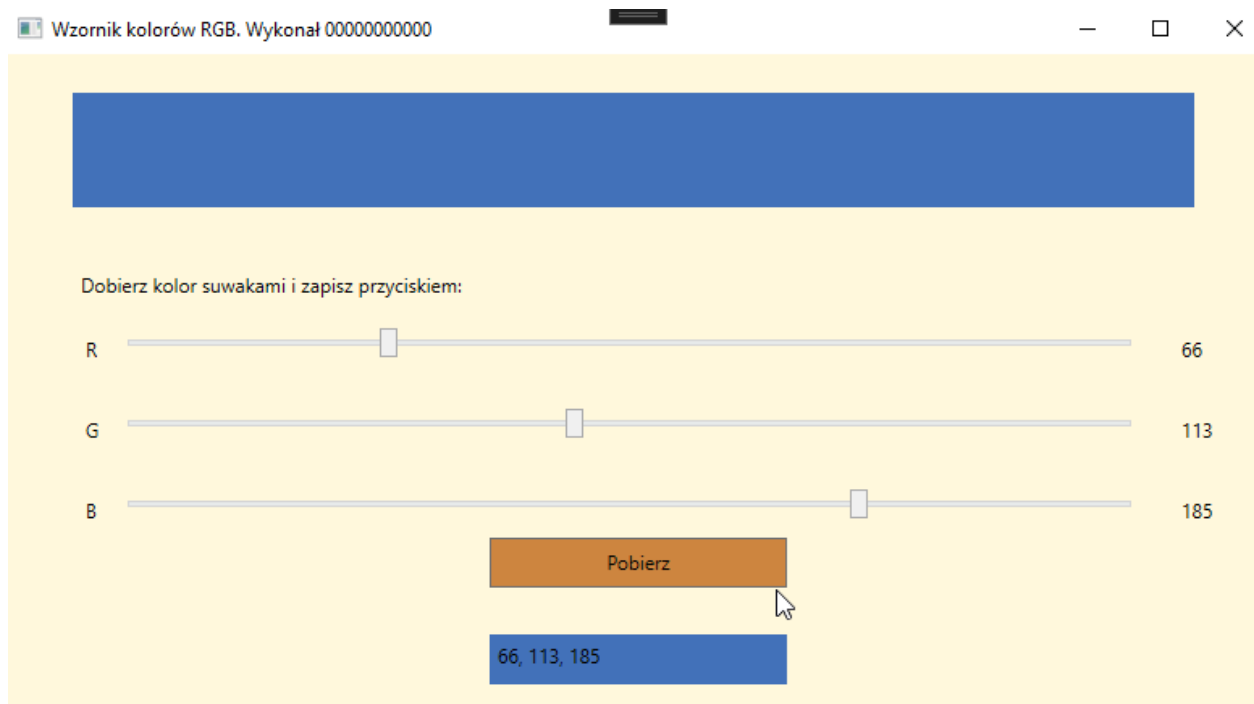 Wzornik kolorów RGB. Wykonał 00000000000
Dobierz kolor suwakami i zapisz przyciskiem:
R 66
G 113
B 185
Pobierz
66, 113, 185